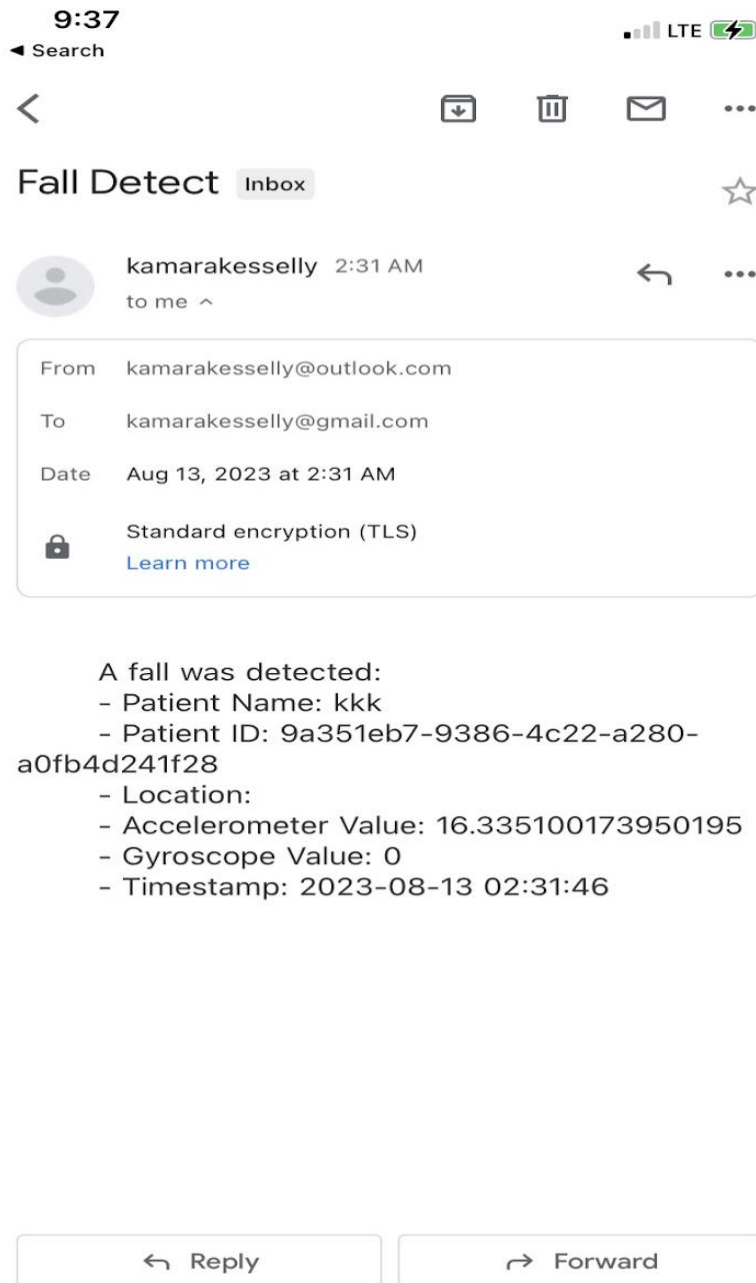 9:37
LTE
◀ Search
Fall Detect Inbox
kamarakesselly 2:31 AM
to me
From kamarakesselly@outlook.com
To kamarakesselly@gmail.com
Date Aug 13, 2023 at 2:31 AM
Standard encryption (TLS)
Learn more
A fall was detected:
- Patient Name: kkk
- Patient ID: 9a351eb7-9386-4c22-a280-
a0fb4d241f28
- Location:
- Accelerometer Value: 16.335100173950195
- Gyroscope Value: 0
- Timestamp: 2023-08-13 02:31:46
Reply
Forward